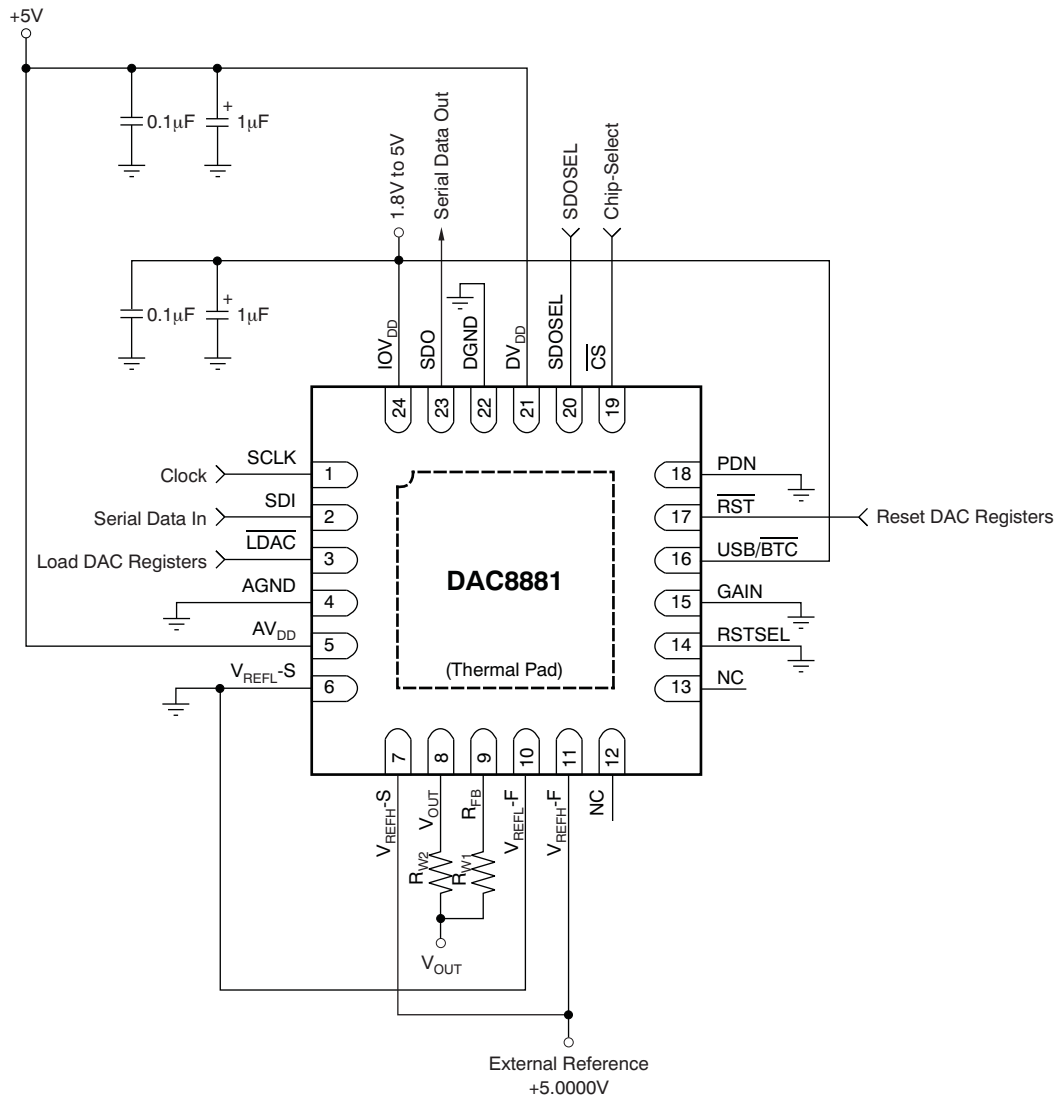 +5V
0.1μF
+
1μF
1.8V to 5V
Serial Data Out
SDOSEL
Chip-Select
0.1μF
+
1μF
IOVDD
SDO
DGND
DVDD
SDOSEL
CS
24
23
22
21
20
19
Clock
SCLK
1
Serial Data In
SDI
2
Load DAC Registers
LDAC
3
AGND
4
AVDD
5
VREFL-S
6
DAC8881
(Thermal Pad)
18
PDN
17
RST
Reset DAC Registers
16
USB/BTC
15
GAIN
14
RSTSEL
13
NC
7
8
9
10
11
12
VREFH-S
VOUT
RFB
VREFL-F
VREFH-F
NC
RW2
RW1
VOUT
External Reference
+5.0000V